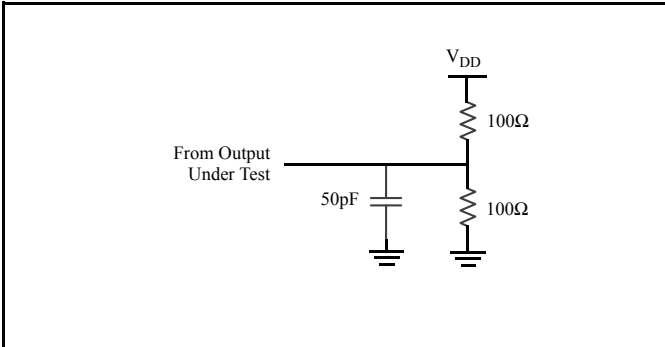 V_DD
100Ω
From Output
Under Test
50pF
100Ω